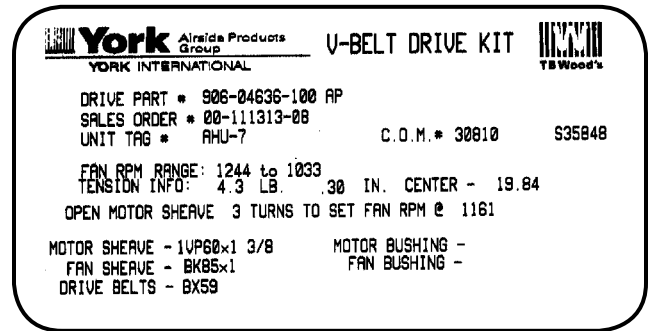 York Airside Products Group V-BELT DRIVE KIT
YORK INTERNATIONAL TB Wood's
DRIVE PART # 906-04636-100 AP
SALES ORDER # 00-111313-08
UNIT TAG # AHU-7 C.O.M.# 30810 S35848
FAN RPM RANGE: 1244 to 1033
TENSION INFO: 4.3 LB. .30 IN. CENTER - 19.84
OPEN MOTOR SHEAVE 3 TURNS TO SET FAN RPM @ 1161
MOTOR SHEAVE - 1VP60x1 3/8 MOTOR BUSHING -
FAN SHEAVE - BK85x1 FAN BUSHING -
DRIVE BELTS - BX59